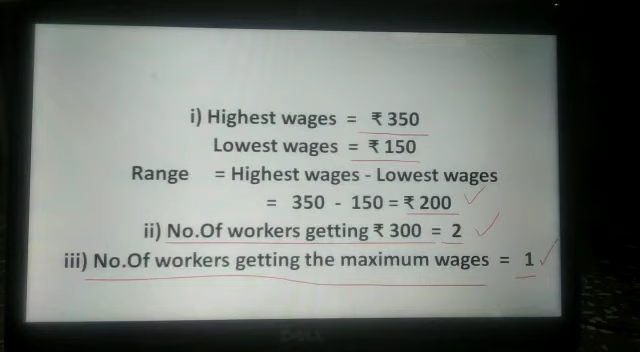 i) Highest wages = ₹ 350
Lowest wages = ₹ 150
Range = Highest wages - Lowest wages
= 350 - 150 = ₹ 200
ii) No.Of workers getting ₹ 300 = 2
iii) No.Of workers getting the maximum wages = 1
DELL